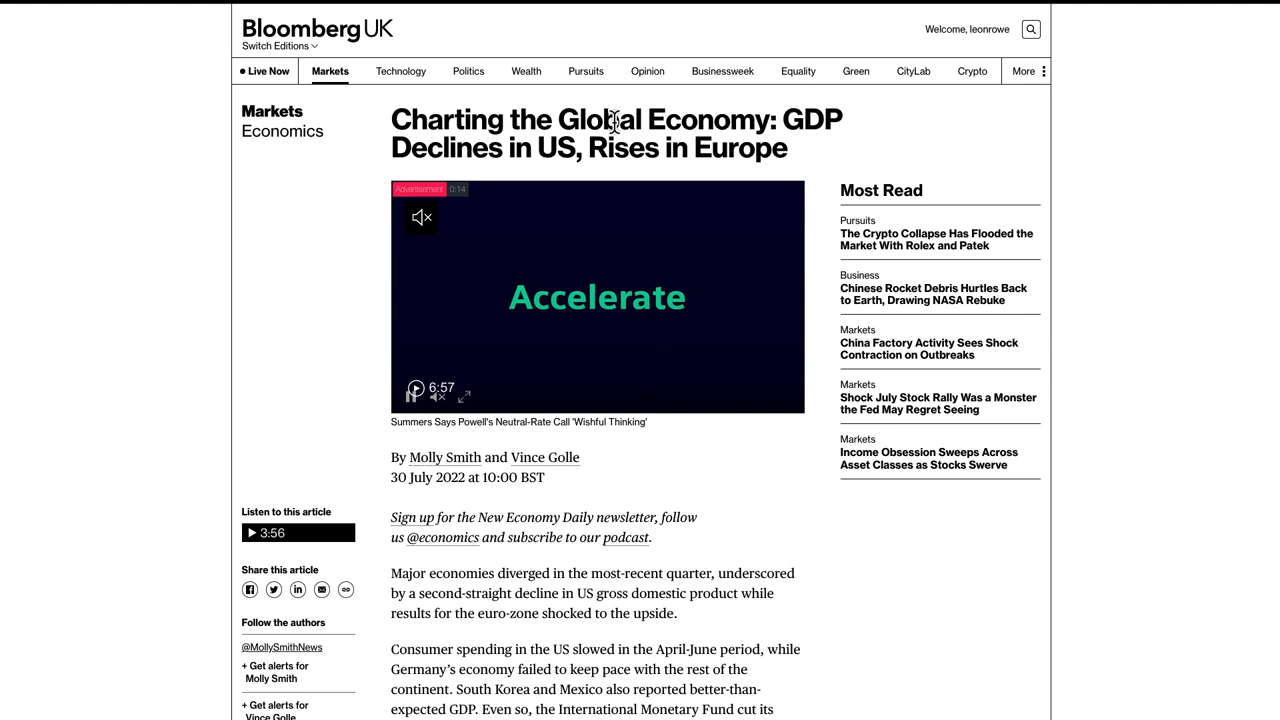 Bloomberg UK
Switch Editions
Welcome, leonrowe
Live Now
Markets
Technology
Politics
Wealth
Pursuits
Opinion
Businessweek
Equality
Green
CityLab
Crypto
More
Markets
Economics
Charting the Global Economy: GDP
Declines in US, Rises in Europe
Advertisement 0:14
Accelerate
6:57
Summers Says Powell's Neutral-Rate Call 'Wishful Thinking'
By Molly Smith and Vince Golle
30 July 2022 at 10:00 BST
Listen to this article
3:56
Share this article
Follow the authors
@MollySmithNews
+ Get alerts for
Molly Smith
+ Get alerts for
Vince Golle
Sign up for the New Economy Daily newsletter, follow
us @economics and subscribe to our podcast.
Major economies diverged in the most-recent quarter, underscored
by a second-straight decline in US gross domestic product while
results for the euro-zone shocked to the upside.
Consumer spending in the US slowed in the April-June period, while
Germany's economy failed to keep pace with the rest of the
continent. South Korea and Mexico also reported better-than-
expected GDP. Even so, the International Monetary Fund cut its
Most Read
Pursuits
The Crypto Collapse Has Flooded the
Market With Rolex and Patek
Business
Chinese Rocket Debris Hurtles Back
to Earth, Drawing NASA Rebuke
Markets
China Factory Activity Sees Shock
Contraction on Outbreaks
Markets
Shock July Stock Rally Was a Monster
the Fed May Regret Seeing
Markets
Income Obsession Sweeps Across
Asset Classes as Stocks Swerve